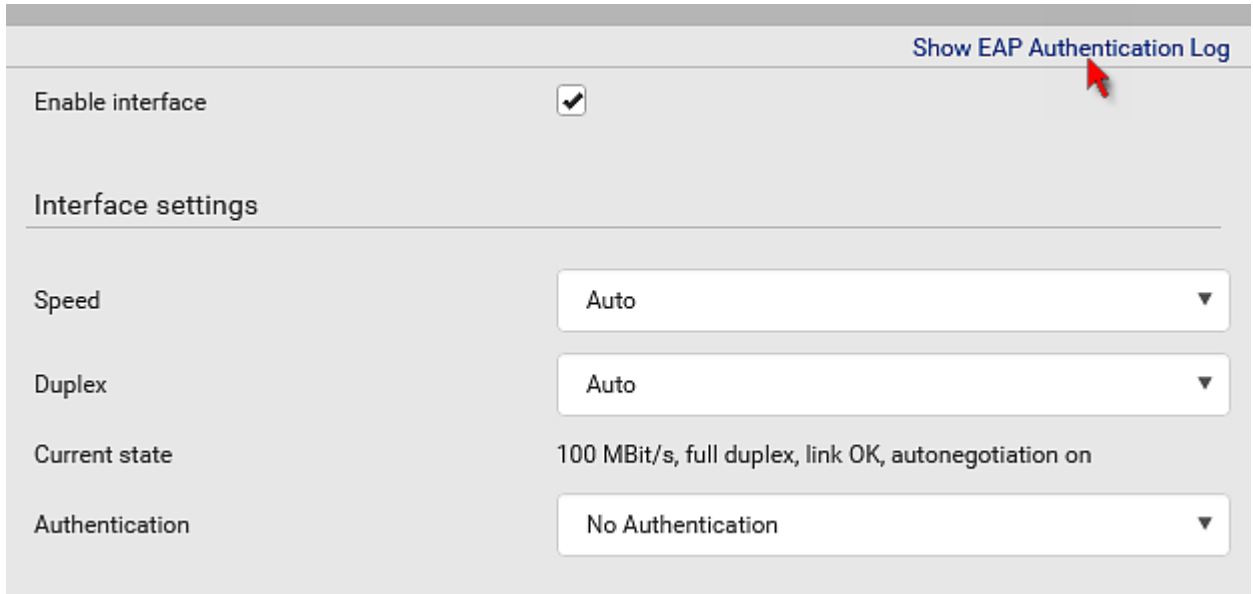 Show EAP Authentication Log
Enable interface
Interface settings
Speed Auto
Duplex Auto
Current state 100 MBit/s, full duplex, link OK, autonegotiation on
Authentication No Authentication